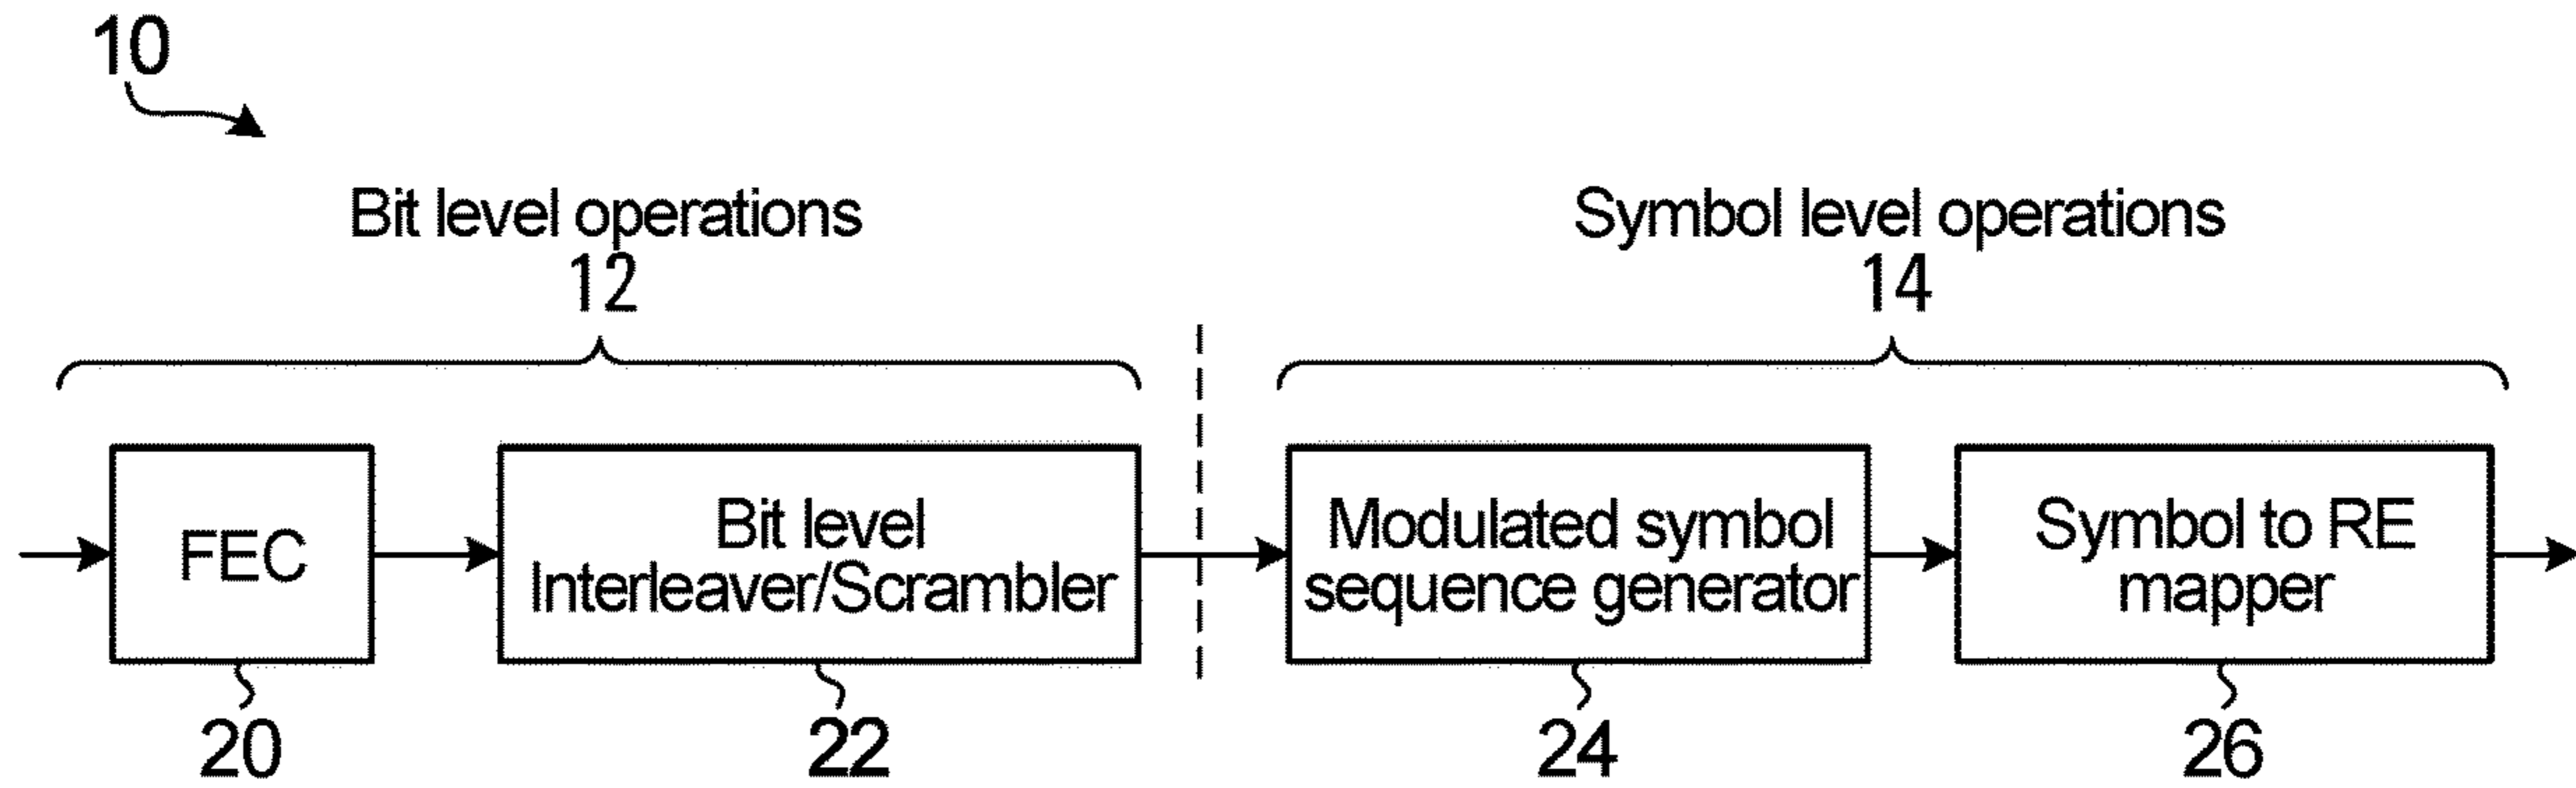 10
Bit level operations
12
Symbol level operations
14
FEC
Bit level
Interleaver/Scrambler
Modulated symbol
sequence generator
Symbol to RE
mapper
20
22
24
26